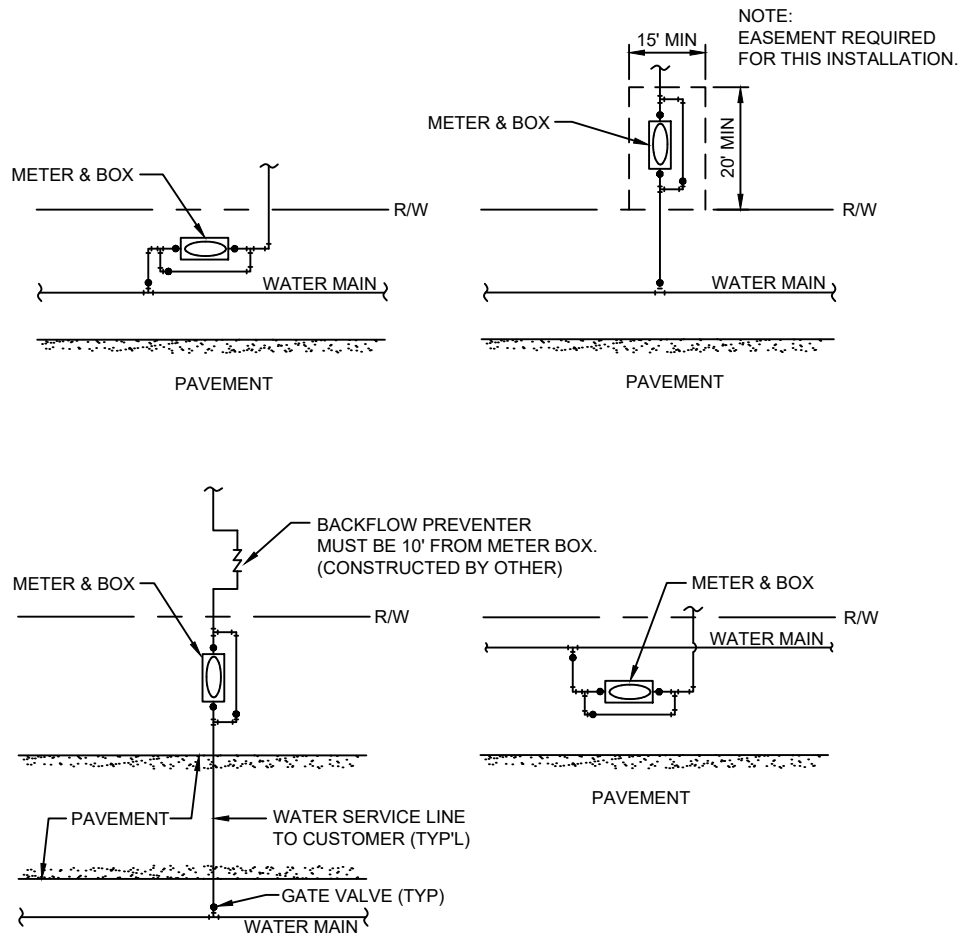 METER & BOX
R/W
WATER MAIN
PAVEMENT
NOTE:
EASEMENT REQUIRED
FOR THIS INSTALLATION.
15' MIN
METER & BOX
20' MIN
R/W
WATER MAIN
PAVEMENT
BACKFLOW PREVENTER
MUST BE 10' FROM METER BOX.
(CONSTRUCTED BY OTHER)
METER & BOX
R/W
PAVEMENT
WATER SERVICE LINE
TO CUSTOMER (TYP'L)
GATE VALVE (TYP)
WATER MAIN
METER & BOX
R/W
WATER MAIN
PAVEMENT